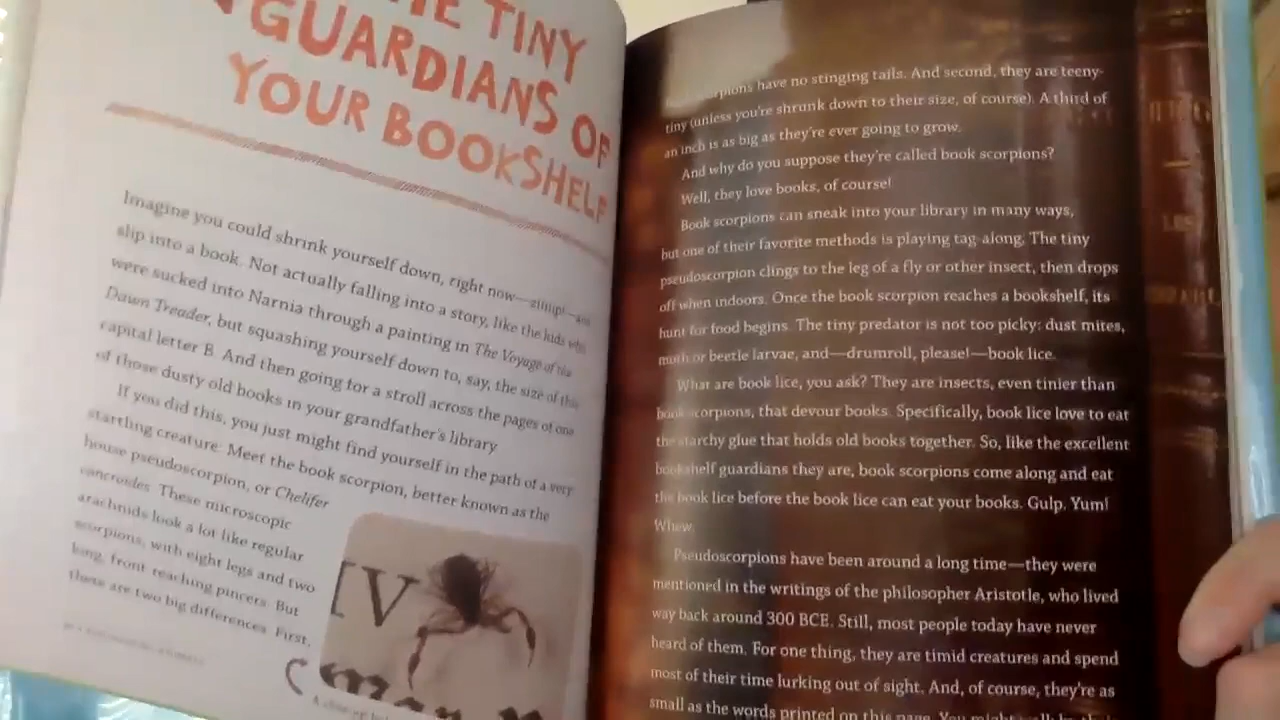 THE TINY
GUARDIANS OF
YOUR BOOKSHELF
Imagine you could shrink yourself down, right now—
slip into a book. Not actually falling into a story, like the kids who
were sucked into Narnia through a painting in The Voyage of the
Dawn Treader, but squashing yourself down to, say, the size of this
capital letter B. And then going for a stroll across the pages of one
of those dusty old books in your grandfather's library
If you did this, you just might find yourself in the path of a very
startling creature: Meet the book scorpion, better known as the
house pseudoscorpion, or Chelifer
cancroides. These microscopic
arachnids look a lot like regular
scorpions, with eight legs and two
long, front reaching pincers. But
there are two big differences. First,
IV
have no stinging tails. And second, they are teeny-
tiny (unless you're shrunk down to their size, of course). A third of
an inch is as big as they're ever going to grow.
And why do you suppose they're called book scorpions?
Well, they love books, of course!
Book scorpions can sneak into your library in many ways,
but one of their favorite methods is playing tag-along. The tiny
pseudoscorpion clings to the leg of a fly or other insect, then drops
off when indoors. Once the book scorpion reaches a bookshelf, its
hunt for food begins. The tiny predator is not too picky: dust mites,
moth or beetle larvae, and—drumroll, please!—book lice.
What are book lice, you ask? They are insects, even tinier than
book scorpions, that devour books. Specifically, book lice love to eat
the starchy glue that holds old books together. So, like the excellent
bookshelf guardians they are, book scorpions come along and eat
the book lice before the book lice can eat your books. Gulp. Yum!
Whew.
Pseudoscorpions have been around a long time—they were
mentioned in the writings of the philosopher Aristotle, who lived
way back around 300 BCE. Still, most people today have never
heard of them. For one thing, they are timid creatures and spend
most of their time lurking out of sight. And, of course, they're as
small as the words printed on this page. You might